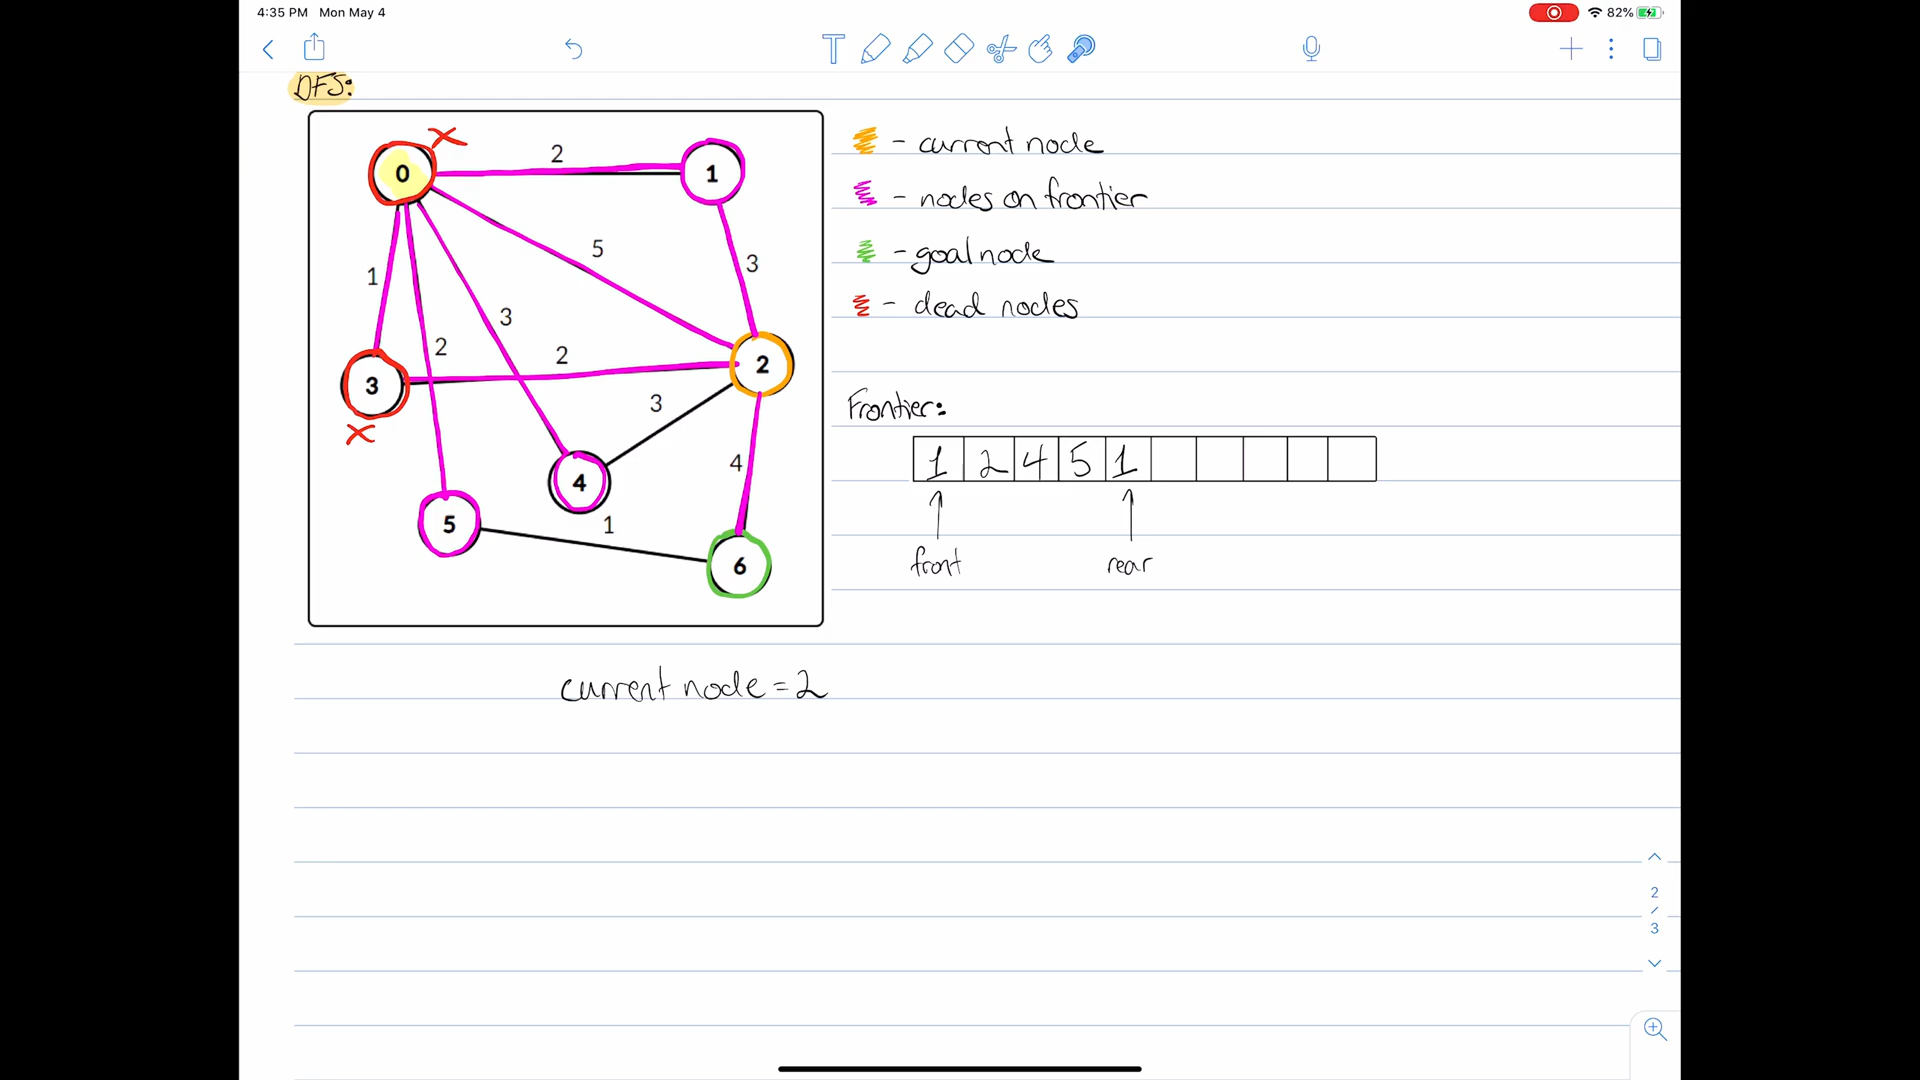 4:35 PM Mon May 4
82%
DFS:
0
2
1
5
3
1
3
2
2
3
2
3
4
4
5
1
6
- current node
- nodes on frontier
- goal node
- dead nodes
Frontier:
1 2 4 5 1
front rear
current node = 2
2
/
3